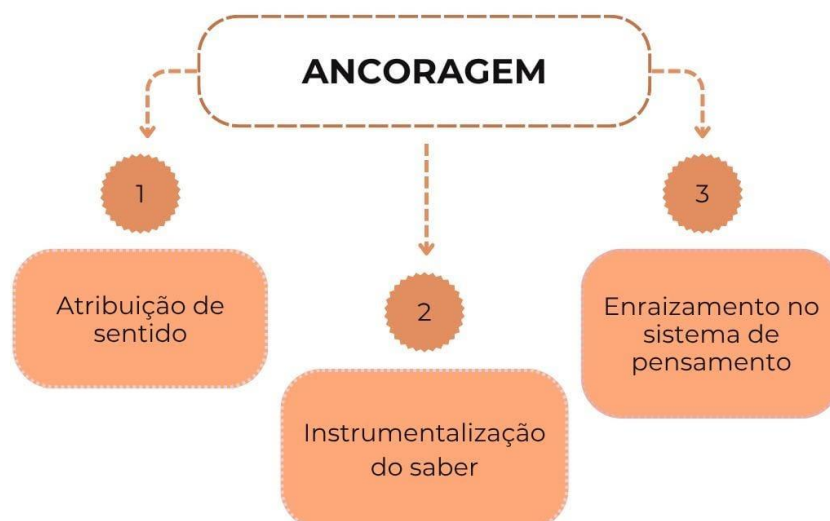 ANCORAGEM
1
Atribuição de
sentido
2
Instrumentalização
do saber
3
Enraizamento no
sistema de
pensamento